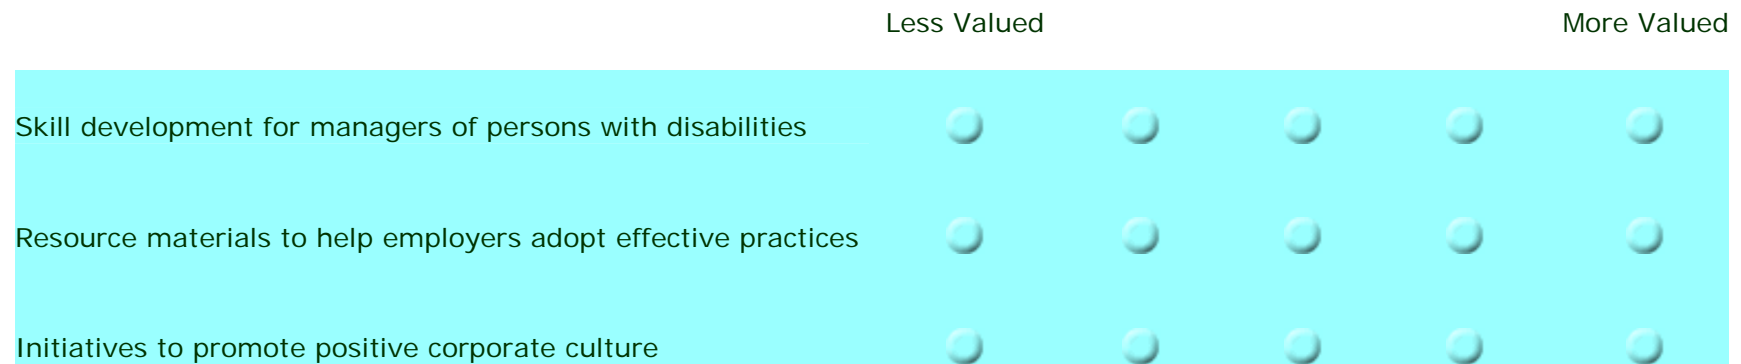 Less Valued More Valued
Skill development for managers of persons with disabilities
Resource materials to help employers adopt effective practices
Initiatives to promote positive corporate culture